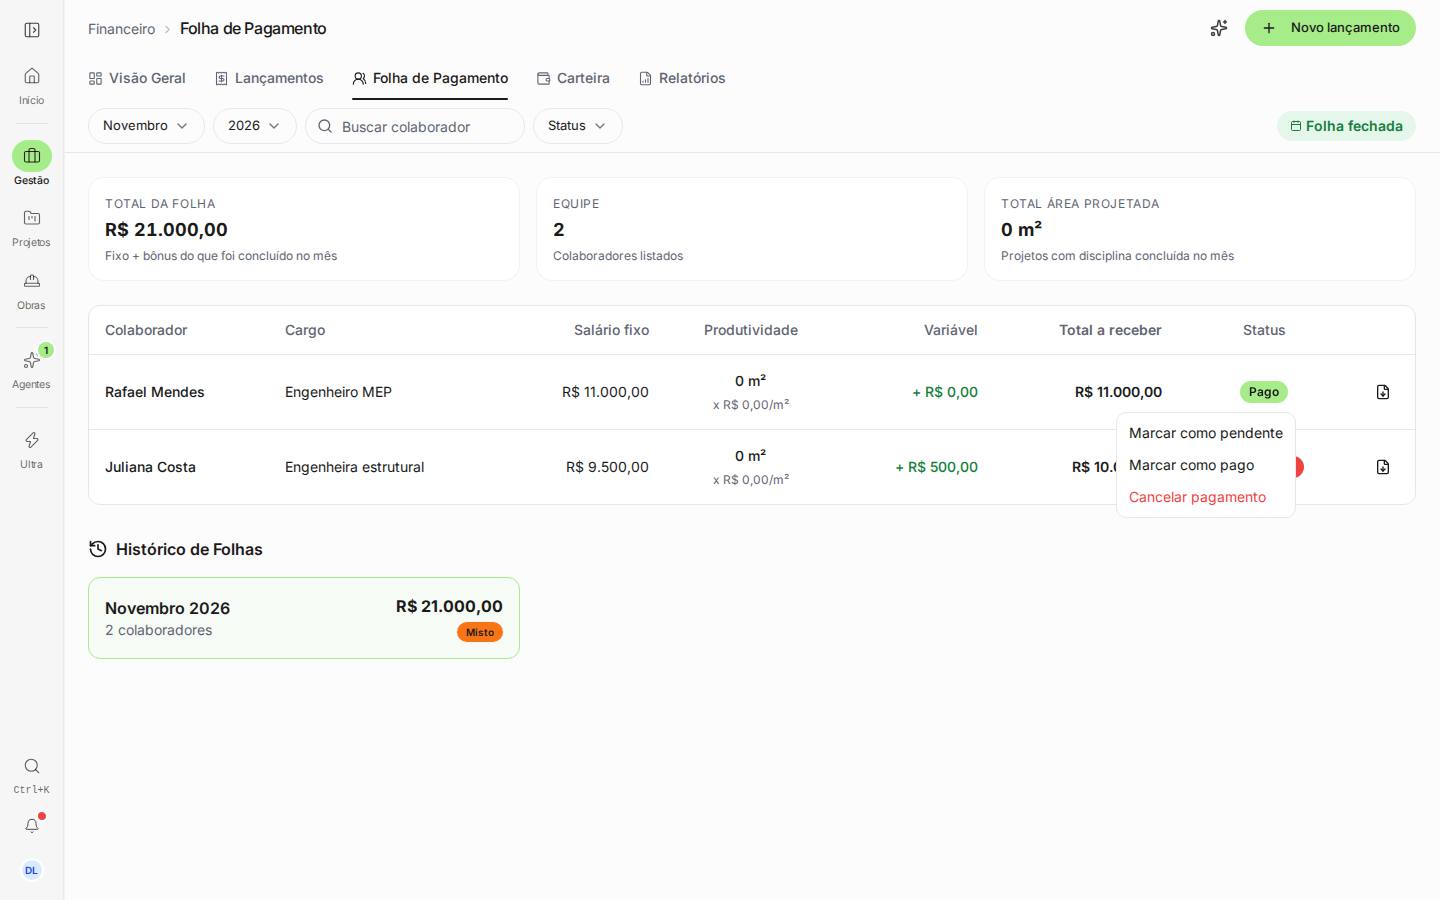 Financeiro > Folha de Pagamento
Novo lançamento
Início
Gestão
Projetos
Obras
1
Agentes
Ultra
Ctrl+K
DL
Visão Geral
Lançamentos
Folha de Pagamento
Carteira
Relatórios
Novembro
2026
Buscar colaborador
Status
Folha fechada
TOTAL DA FOLHA
R$ 21.000,00
Fixo + bônus do que foi concluído no mês
EQUIPE
2
Colaboradores listados
TOTAL ÁREA PROJETADA
0 m²
Projetos com disciplina concluída no mês
Colaborador Cargo Salário fixo Produtividade Variável Total a receber Status
Rafael Mendes Engenheiro MEP R$ 11.000,00 0 m² + R$ 0,00 R$ 11.000,00 Pago
x R$ 0,00/m²
Juliana Costa Engenheira estrutural R$ 9.500,00 0 m² + R$ 500,00 R$ 10.0
x R$ 0,00/m²
Marcar como pendente
Marcar como pago
Cancelar pagamento
Histórico de Folhas
Novembro 2026
2 colaboradores
R$ 21.000,00
Misto